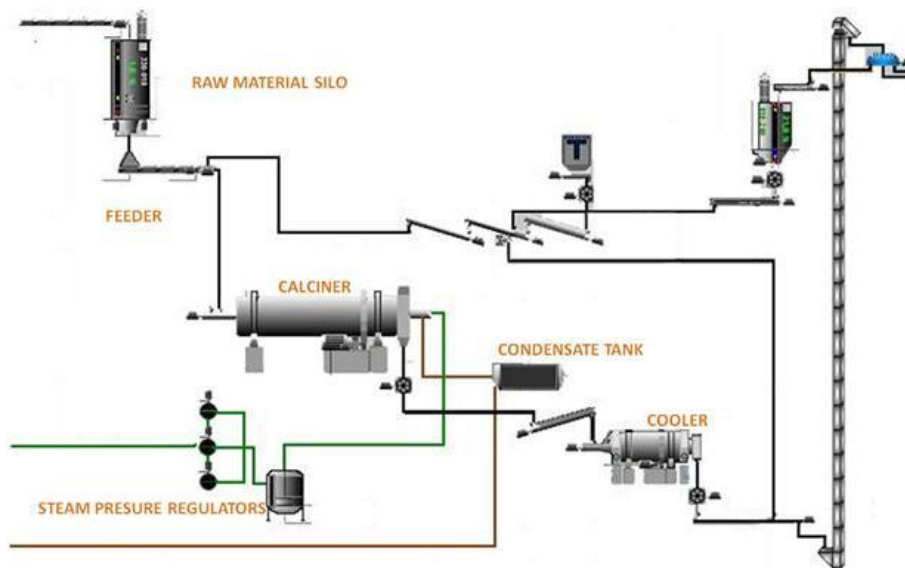 RAW MATERIAL SILO
T
FEEDER
CALCINER
CONDENSATE TANK
COOLER
STEAM PRESURE REGULATORS